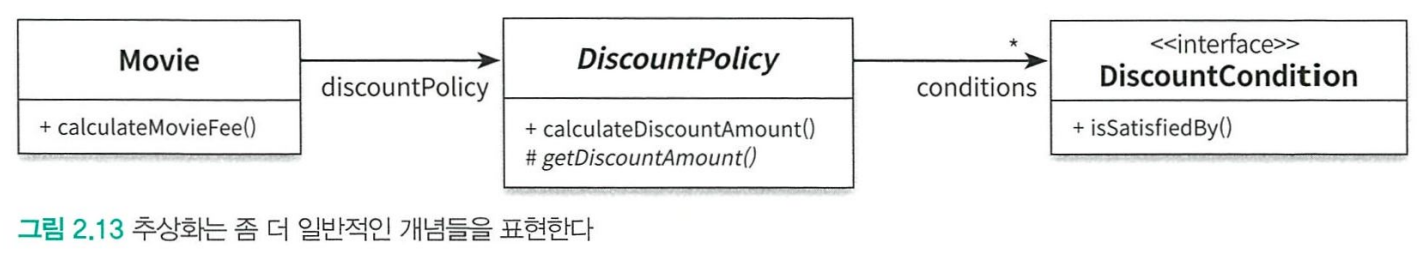 Movie
+ calculateMovieFee()
discountPolicy
DiscountPolicy
+ calculateDiscountAmount()
# getDiscountAmount()
*
conditions
<<interface>>
DiscountCondition
+ isSatisfiedBy()
그림 2.13 추상화는 좀 더 일반적인 개념들을 표현한다